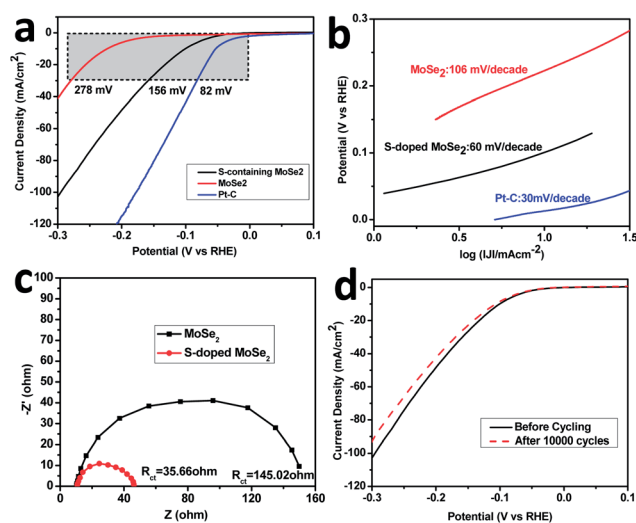 a
Current Density (mA/cm²)
0
-20
-40
-60
-80
-100
-120
278 mV
156 mV
82 mV
S-containing MoSe2
MoSe2
Pt-C
-0.3
-0.2
-0.1
0.0
0.1
Potential (V vs RHE)
b
Potential (V vs RHE)
0.3
0.2
0.1
0.0
MoSe₂:106 mV/decade
S-doped MoSe₂:60 mV/decade
Pt-C:30mV/decade
0.0
0.5
1.0
1.5
log (IJI/mAcm⁻²)
c
-Z' (ohm)
100
90
80
70
60
50
40
30
20
10
0
MoSe₂
S-doped MoSe₂
R_ct=35.66ohm
R_ct=145.02ohm
0
40
80
120
160
Z (ohm)
d
Current Density (mA/cm²)
0
-20
-40
-60
-80
-100
-120
Before Cycling
After 10000 cycles
-0.3
-0.2
-0.1
0.0
0.1
Potential (V vs RHE)